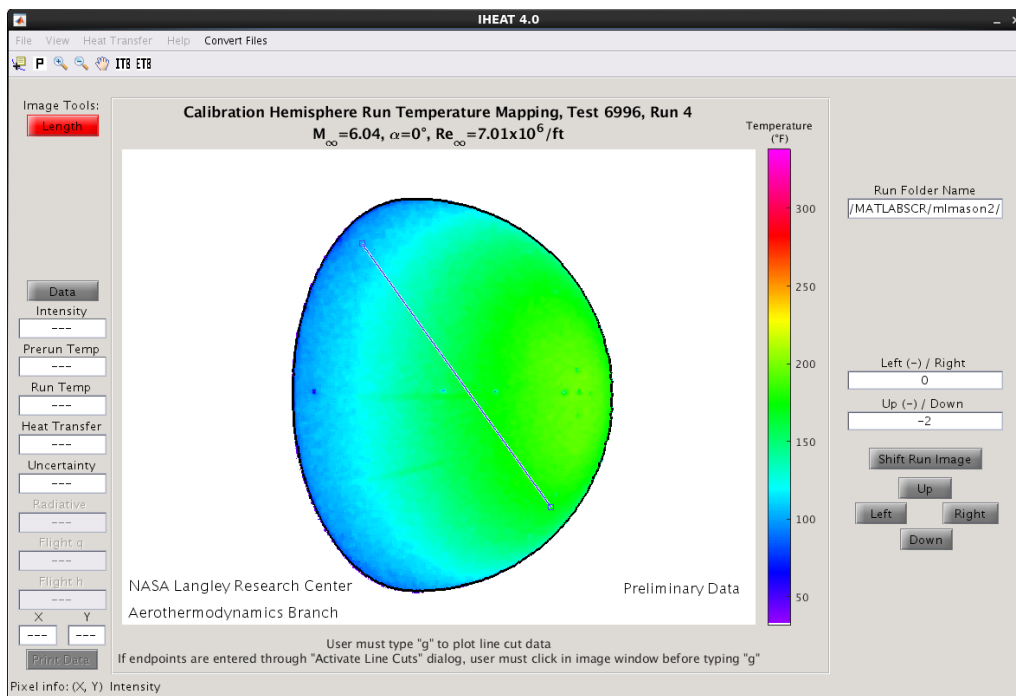 IHEAT 4.0
File View Heat Transfer Help Convert Files
P ITB ETB
Image Tools:
Length
Data
Intensity
---
Prerun Temp
---
Run Temp
---
Heat Transfer
---
Uncertainty
---
Radiative
---
Flight q
---
Flight h
---
X Y
--- ---
Print Data
Pixel info: (X, Y) Intensity
Calibration Hemisphere Run Temperature Mapping, Test 6996, Run 4
M∞=6.04, α=0°, Re∞=7.01x10⁶/ft
NASA Langley Research Center
Aerothermodynamics Branch
Preliminary Data
User must type "g" to plot line cut data
If endpoints are entered through "Activate Line Cuts" dialog, user must click in image window before typing "g"
Temperature
(°F)
300
250
200
150
100
50
Run Folder Name
/MATLABSCR/mlmason2/
Left (-) / Right
0
Up (-) / Down
-2
Shift Run Image
Up
Left Right
Down